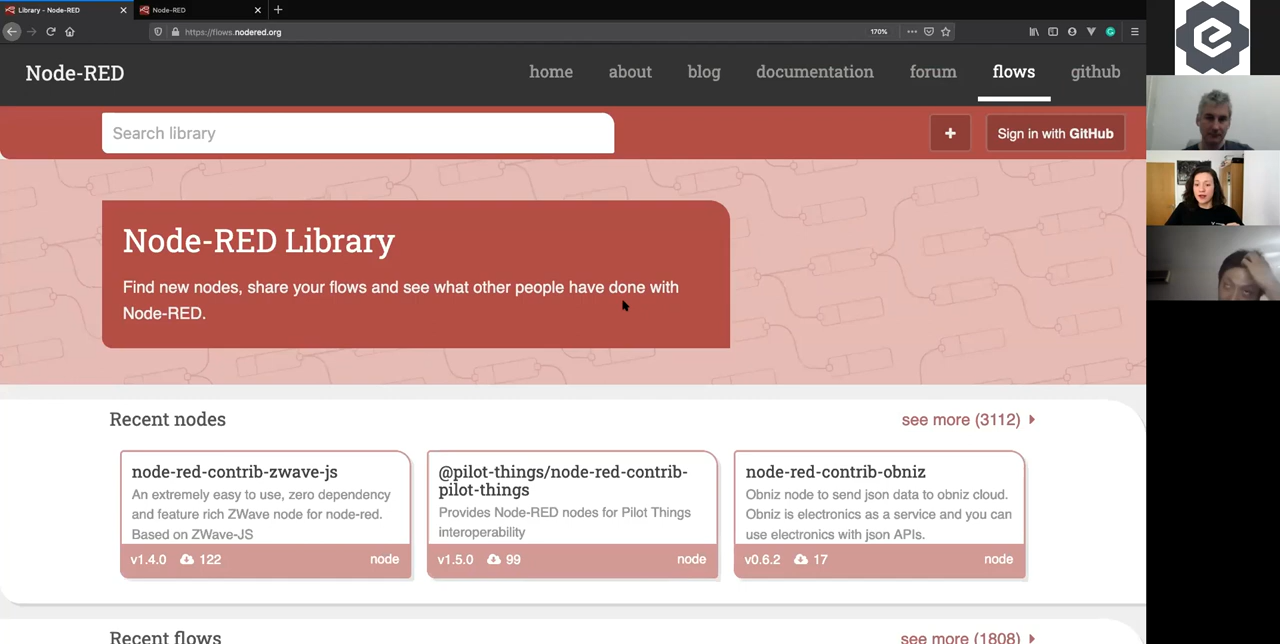 Library - Node-RED
Node-RED
https://flows.nodered.org
170%
Node-RED
home
about
blog
documentation
forum
flows
github
Search library
+
Sign in with GitHub
Node-RED Library
Find new nodes, share your flows and see what other people have done with
Node-RED.
Recent nodes
see more (3112)
node-red-contrib-zwave-js
An extremely easy to use, zero dependency
and feature rich ZWave node for node-red.
Based on ZWave-JS
v1.4.0
122
node
@pilot-things/node-red-contrib-
pilot-things
Provides Node-RED nodes for Pilot Things
interoperability
v1.5.0
99
node
node-red-contrib-obniz
Obniz node to send json data to obniz cloud.
Obniz is electronics as a service and you can
use electronics with json APIs.
v0.6.2
17
node
Recent flows
see more (1808)